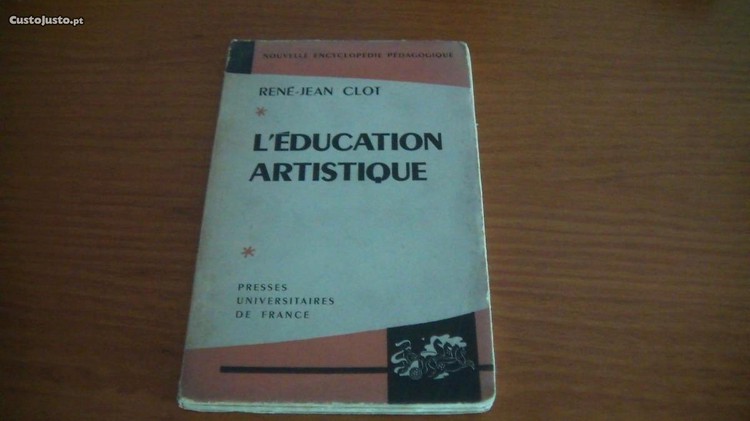 CustoJusto.pt
NOUVELLE ENCYCLOPÉDIE PÉDAGOGIQUE
RENÉ-JEAN CLOT
L'ÉDUCATION
ARTISTIQUE
PRESSES
UNIVERSITAIRES
DE FRANCE